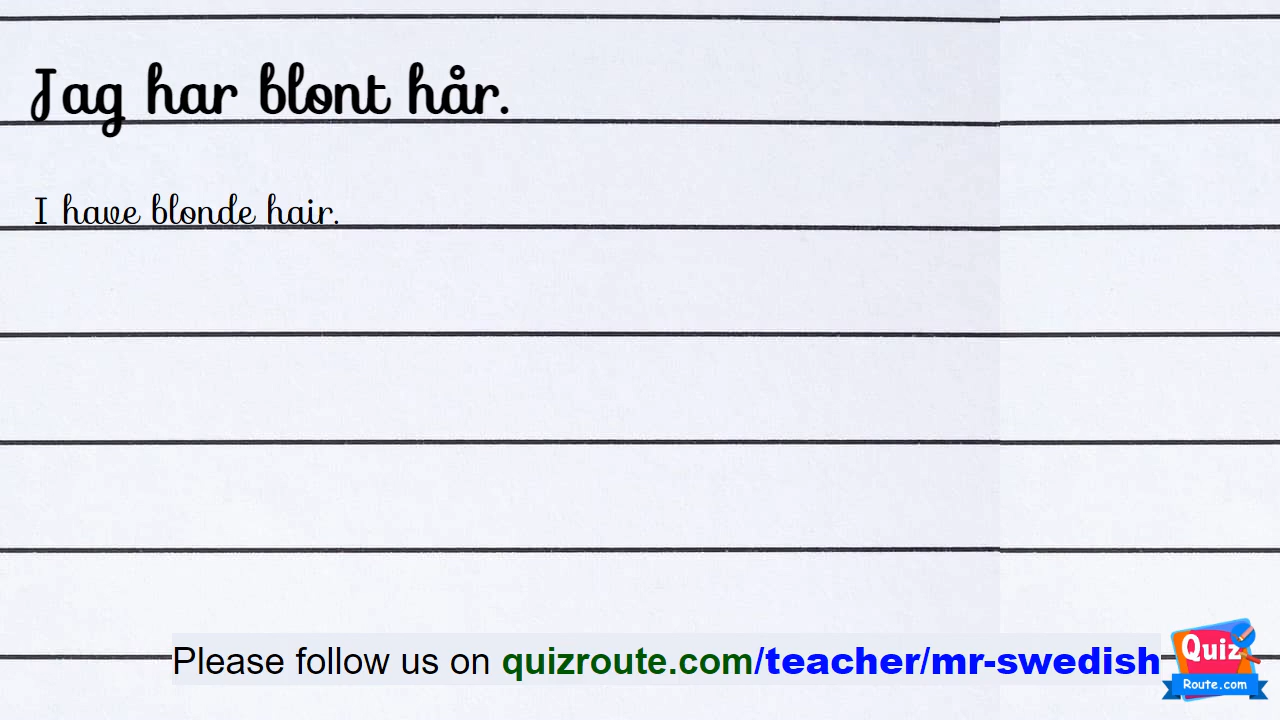 Jag har blont hår.
I have blonde hair.
Please follow us on quizroute.com/teacher/mr-swedish
Quiz
Route.com